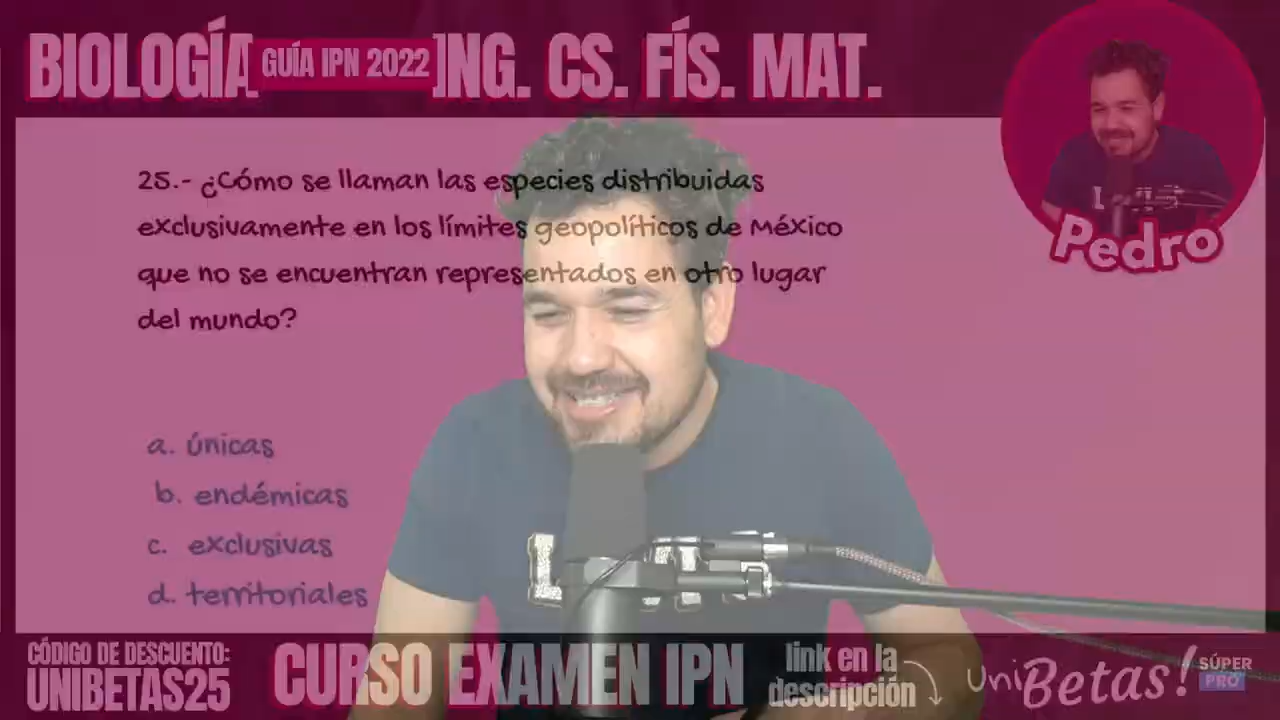 BIOLOGÍA GUÍA IPN 2022 ING. CS. FÍS. MAT.
Pedro
25.- ¿Cómo se llaman las especies distribuidas
exclusivamente en los límites geopolíticos de México
que no se encuentran representados en otro lugar
del mundo?
a. únicas
b. endémicas
c. exclusivas
d. territoriales
CÓDIGO DE DESCUENTO:
UNIBETAS25
CURSO EXAMEN IPN
link en la
descripción
uniBetas!
SÚPER
PRO